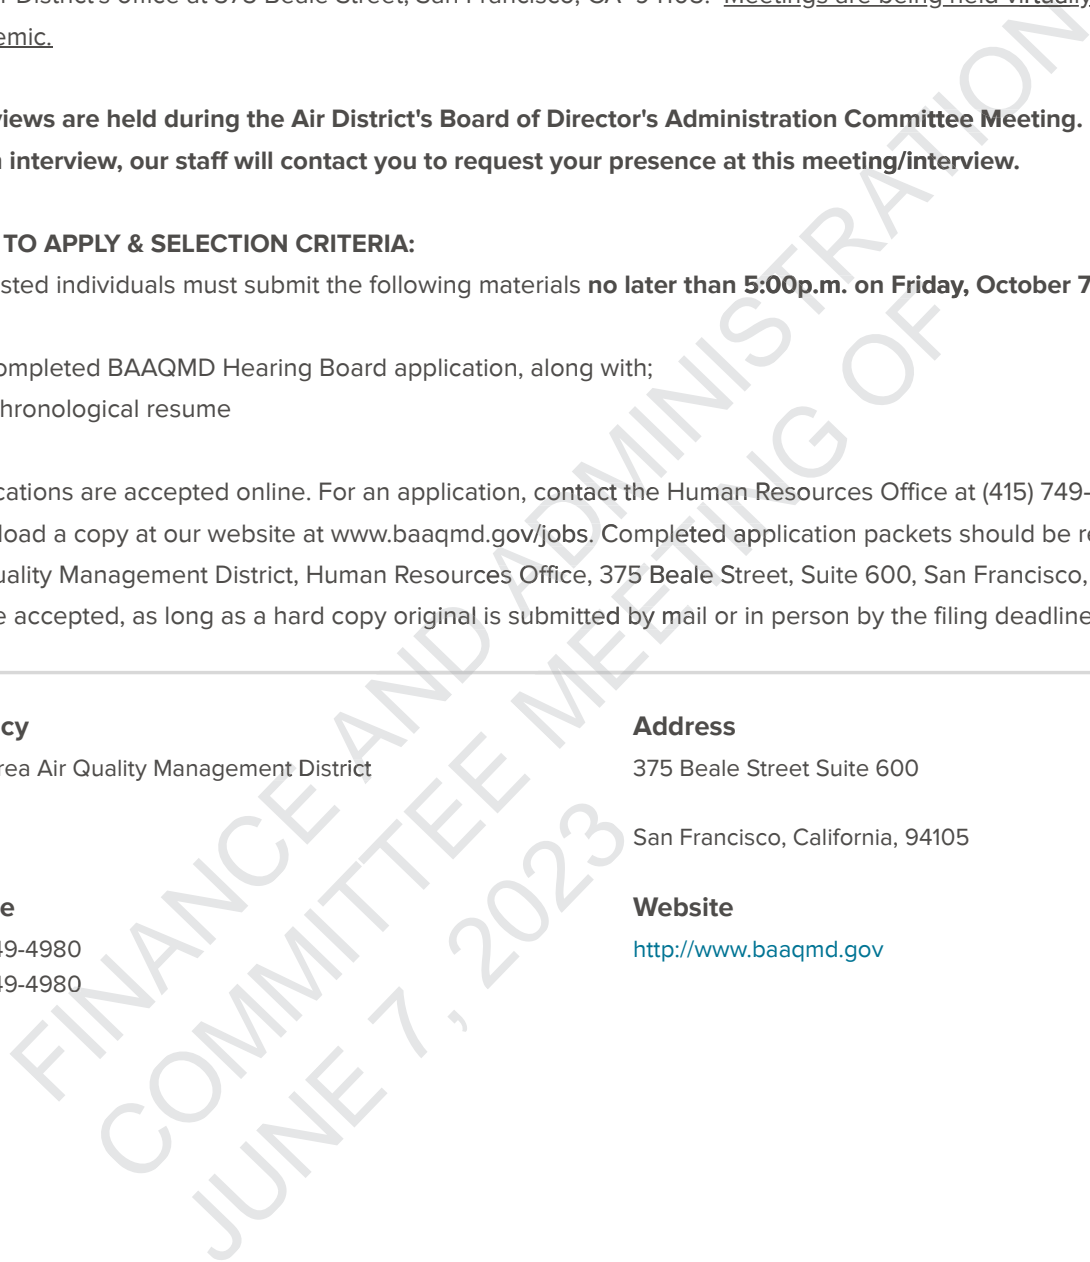 District's office at 375 Beale Street, San Francisco, CA Meetings are being held virtually
emic.
views are held during the Air District's Board of Director's Administration Committee Meeting.
interview, our staff will contact you to request your presence at this meeting/interview.
TO APPLY & SELECTION CRITERIA:
sted individuals must submit the following materials no later than 5:00p.m. on Friday, October 7
ompleted BAAQMD Hearing Board application, along with;
hronological resume
cations are accepted online. For an application, contact the Human Resources Office at (415) 749-
load a copy at our website at www.baaqmd.gov/jobs. Completed application packets should be re
uality Management District, Human Resources Office, 375 Beale Street, Suite 600, San Francisco,
e accepted, as long as a hard copy original is submitted by mail or in person by the filing deadline
cy
Address
rea Air Quality Management District
375 Beale Street Suite 600
San Francisco, California, 94105
e
Website
49-4980
http://www.baaqmd.gov
49-4980
FINANCE AND ADMINISTRATION
COMMITTEE MEETING OF
JUNE 7, 2023